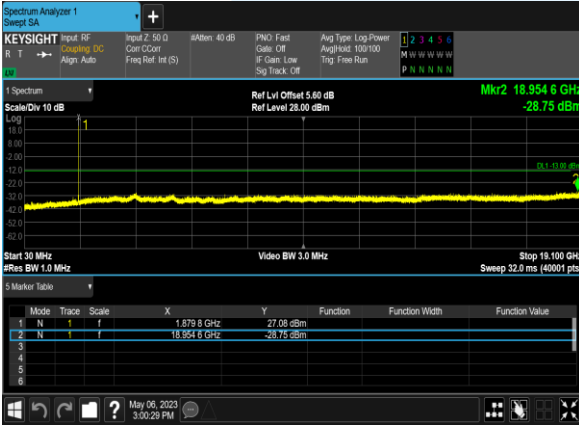 Spectrum Analyzer 1
Swept SA
KEYSIGHT Input: RF Input Z: 50 Ω #Atten: 40 dB PNO: Fast Avg Type: Log-Power 1 2 3 4 5 6
R T Coupling: DC Corr CCorr Gate: Off Avg|Hold: 100/100 M W W W W W
Align: Auto Freq Ref: Int (S) IF Gain: Low Trig: Free Run
Sig Track: Off P N N N N N
LV
1 Spectrum Ref Lvl Offset 5.60 dB Mkr2 18.954 6 GHz
Scale/Div 10 dB Ref Level 28.00 dBm -28.75 dBm
Log
1
18.0
8.00
-2.00
-12.0 DL1 -13.00 dBm
-22.0
2
-32.0
-42.0
-52.0
-62.0
Start 30 MHz Video BW 3.0 MHz Stop 19.100 GHz
#Res BW 1.0 MHz Sweep 32.0 ms (40001 pts
5 Marker Table
Mode Trace Scale X Y Function Function Width Function Value
1 N 1 f 1.879 8 GHz 27.08 dBm
2 N 1 f 18.954 6 GHz -28.75 dBm
3
4
5
6
? May 06, 2023
3:00:29 PM